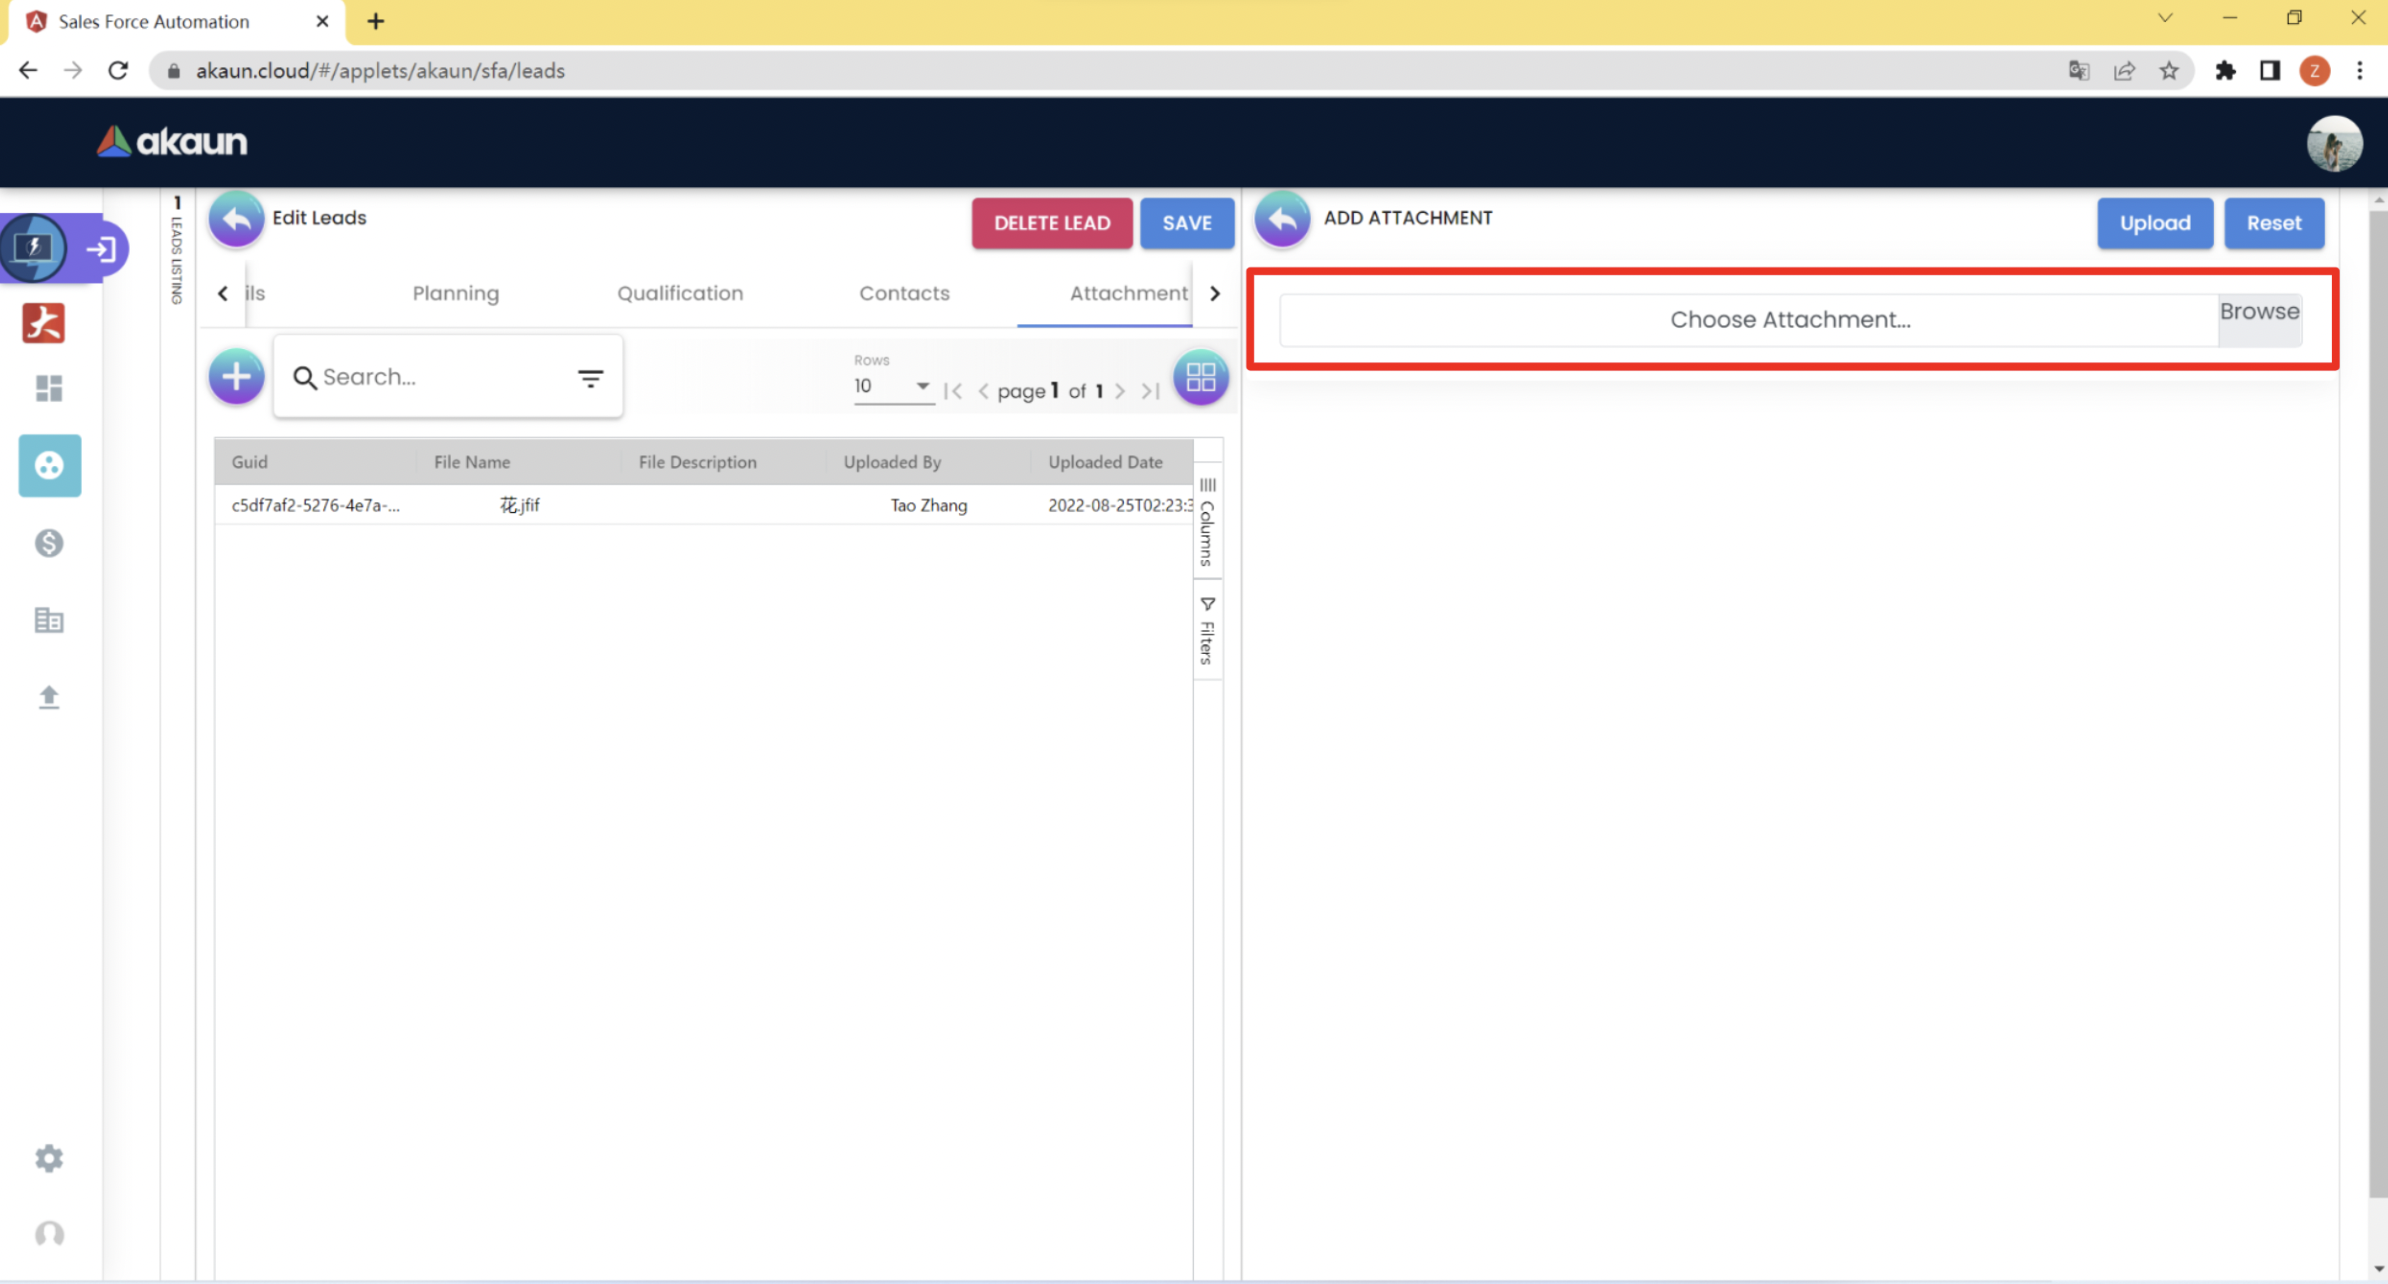 Sales Force Automation
akaun.cloud/#/applets/akaun/sfa/leads
Z
akaun
1 LEADS LISTING
Edit Leads
DELETE LEAD
SAVE
ils
Planning
Qualification
Contacts
Attachment
Search...
Rows
10
page 1 of 1
Guid
File Name
File Description
Uploaded By
Uploaded Date
c5df7af2-5276-4e7a-...
花.jfif
Tao Zhang
2022-08-25T02:23:3
Columns
Filters
ADD ATTACHMENT
Upload
Reset
Choose Attachment...
Browse